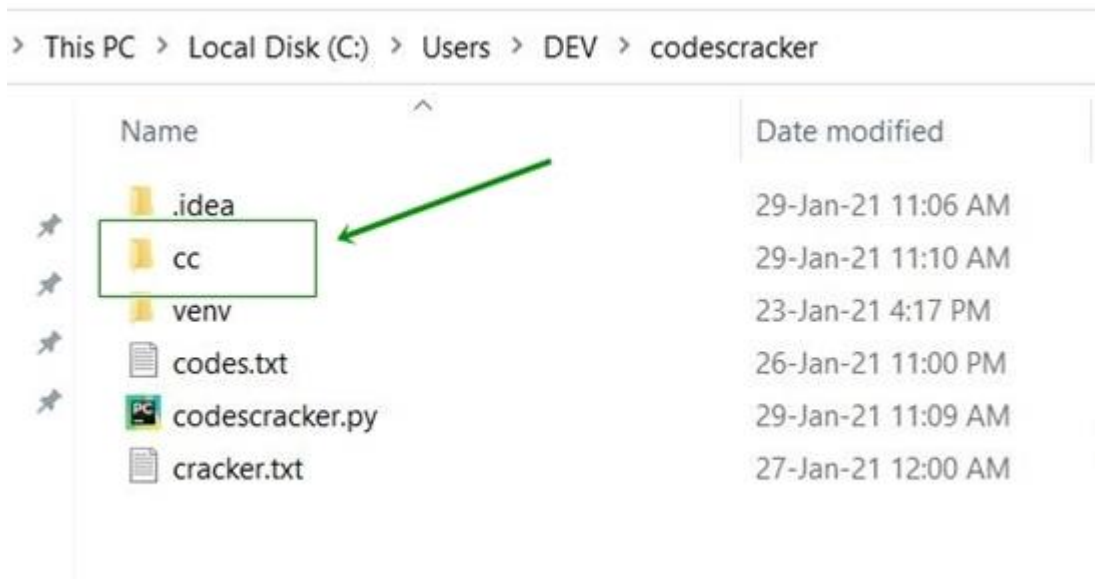 > This PC > Local Disk (C:) > Users > DEV > codescracker
Name Date modified
.idea 29-Jan-21 11:06 AM
cc 29-Jan-21 11:10 AM
venv 23-Jan-21 4:17 PM
codes.txt 26-Jan-21 11:00 PM
PC codescracker.py 29-Jan-21 11:09 AM
cracker.txt 27-Jan-21 12:00 AM